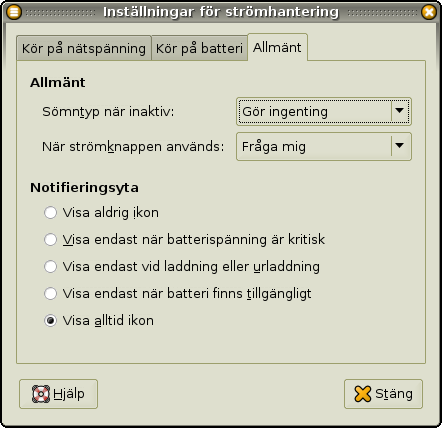 Inställningar för strömhantering
Kör på nätspänning Kör på batteri Allmänt
Allmänt
Sömntyp när inaktiv: Gör ingenting
När strömknappen används: Fråga mig
Notifieringsyta
Visa aldrig ikon
Visa endast när batterispänning är kritisk
Visa endast vid laddning eller urladdning
Visa endast när batteri finns tillgängligt
Visa alltid ikon
Hjälp Stäng